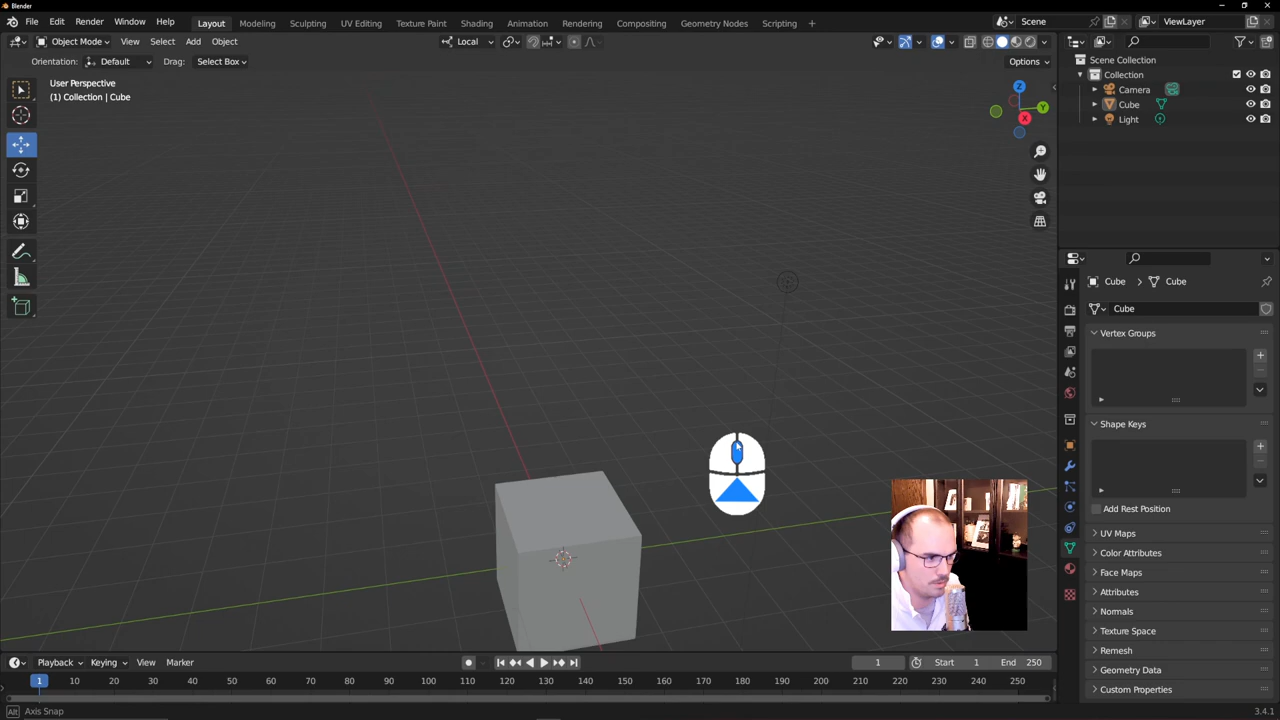 Blender
File Edit Render Window Help
Layout Modeling Sculpting UV Editing Texture Paint Shading Animation Rendering Compositing Geometry Nodes Scripting +
Scene
ViewLayer
Object Mode View Select Add Object
Local
Orientation: Default Drag: Select Box
Options
User Perspective
(1) Collection | Cube
Z
Y
X
Scene Collection
Collection
Camera
Cube
Light
Cube > Cube
Cube
Vertex Groups
Shape Keys
Add Rest Position
UV Maps
Color Attributes
Face Maps
Attributes
Normals
Texture Space
Remesh
Geometry Data
Custom Properties
Playback Keying View Marker
1
Start 1
End 250
1 10 20 30 40 50 60 70 80 90 100 110 120 130 140 150 160 170 180 190 200 210 220 230 240 250
Alt Axis Snap
3.4.1